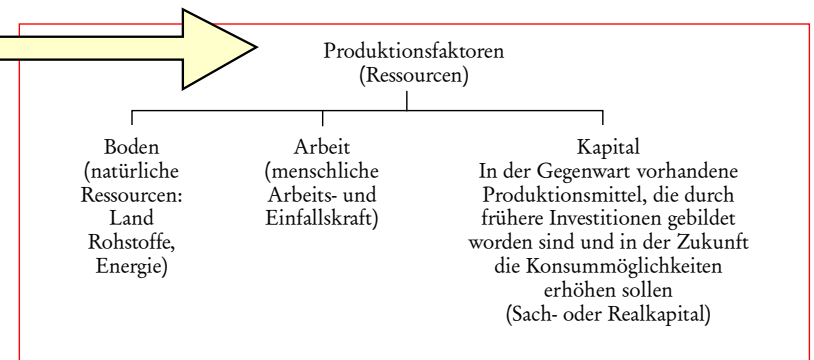 Produktionsfaktoren
(Ressourcen)
Boden
(natürliche
Ressourcen:
Land
Rohstoffe,
Energie)
Arbeit
(menschliche
Arbeits- und
Einfallskraft)
Kapital
In der Gegenwart vorhandene
Produktionsmittel, die durch
frühere Investitionen gebildet
worden sind und in der Zukunft
die Konsummöglichkeiten
erhöhen sollen
(Sach- oder Realkapital)